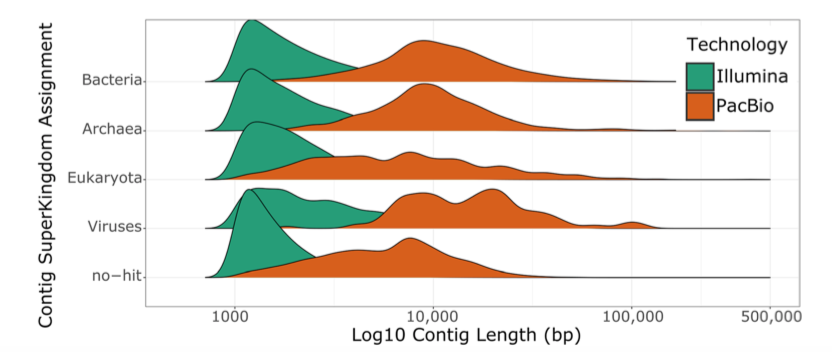 Contig SuperKingdom Assignment
Technology
Illumina
PacBio
Bacteria
Archaea
Eukaryota
Viruses
no-hit
1000
10,000
100,000
500,000
Log10 Contig Length (bp)